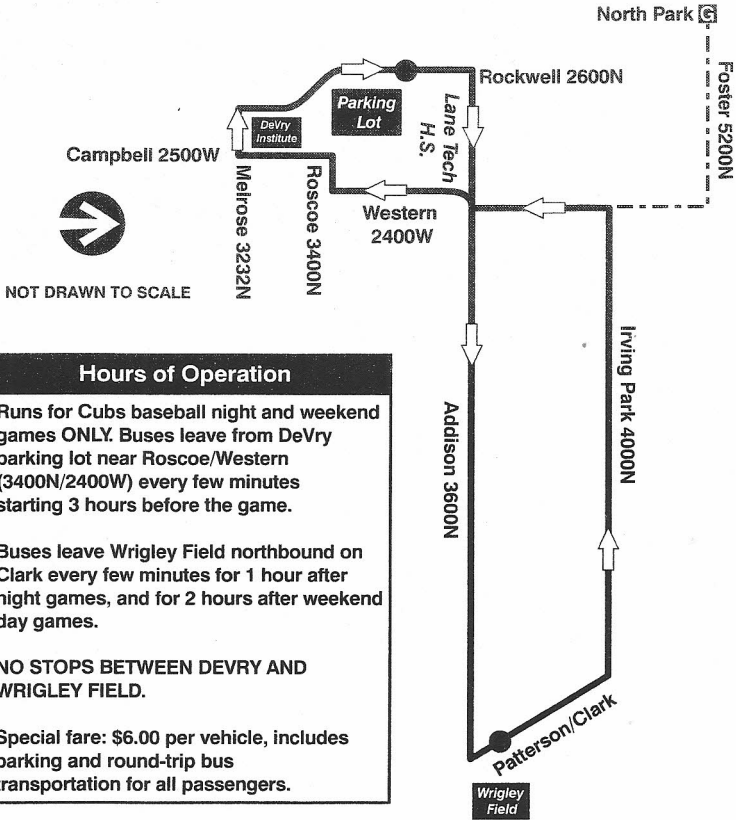 North Park G
Foster 5200N
Rockwell 2600N
Parking
Lot
Lane Tech
H.S.
DeVry
Institute
Campbell 2500W
Melrose 3232N
Roscoe 3400N
Western
2400W
NOT DRAWN TO SCALE
Irving Park 4000N
Addison 3600N
Patterson/Clark
Wrigley
Field
Hours of Operation
Runs for Cubs baseball night and weekend
games ONLY. Buses leave from DeVry
parking lot near Roscoe/Western
(3400N/2400W) every few minutes
starting 3 hours before the game.
Buses leave Wrigley Field northbound on
Clark every few minutes for 1 hour after
night games, and for 2 hours after weekend
day games.
NO STOPS BETWEEN DEVRY AND
WRIGLEY FIELD.
Special fare: $6.00 per vehicle, includes
parking and round-trip bus
transportation for all passengers.